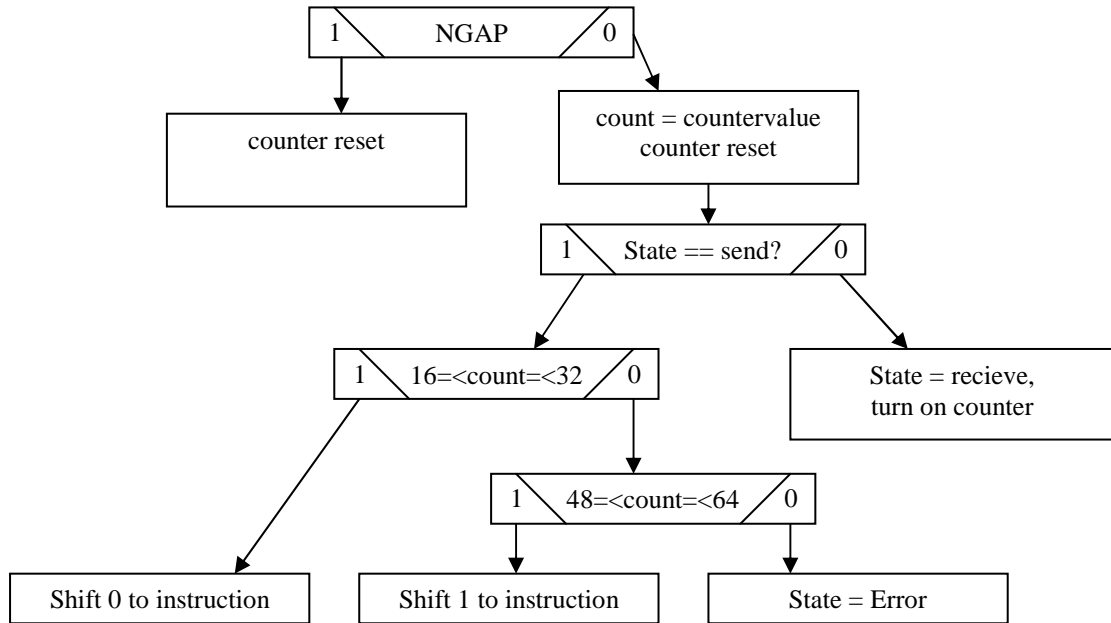 1 NGAP 0
counter reset
count = countervalue
counter reset
1 State == send? 0
1 16=<count=<32 0
State = recieve,
turn on counter
1 48=<count=<64 0
Shift 0 to instruction
Shift 1 to instruction
State = Error